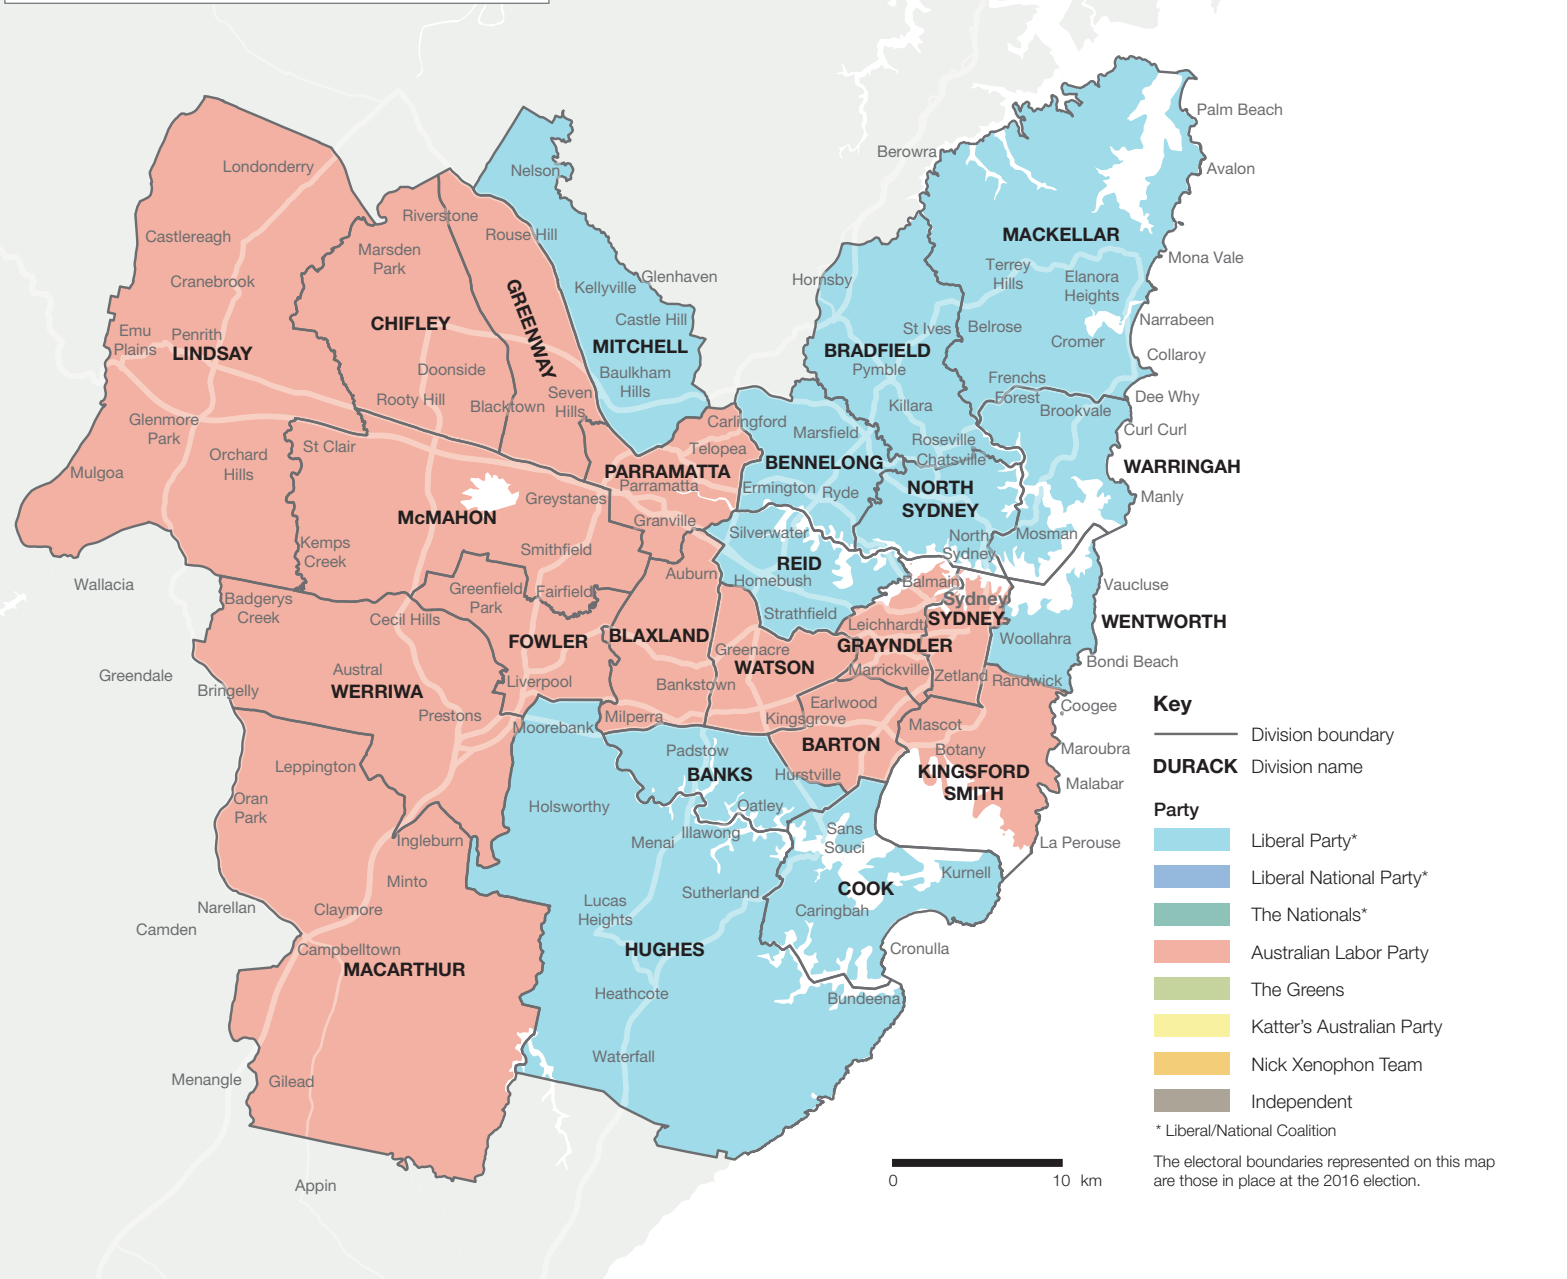 Palm Beach
Berowra
Avalon
Londonderry
Nelson
Riverstone
Rouse Hill
Castlereagh
MACKELLAR
Marsden
Park
Mona Vale
Terrey
Hills
Elanora
Heights
Cranebrook
Glenhaven
Hornsby
Kellyville
GREENWAY
Castle Hill
Narrabeen
CHIFLEY
Emu
Plains
Penrith
LINDSAY
MITCHELL
St Ives
Belrose
BRADFIELD
Cromer
Collaroy
Doonside
Baulkham
Hills
Pymble
Frenchs
Forest
Dee Why
Rooty Hill
Blacktown
Seven
Hills
Killara
Brookvale
Glenmore
Park
Carlingford
Marsfield
Curl Curl
St Clair
Telopea
Roseville
Chatsville
Orchard
Hills
PARRAMATTA
BENNELONG
WARRINGAH
Mulgoa
Parramatta
Ermington
Ryde
NORTH
SYDNEY
Manly
Greystanes
McMAHON
Granville
Silverwater
North
Sydney
Mosman
Kemps
Creek
Smithfield
REID
Auburn
Homebush
Balmain
Vaucluse
Wallacia
Badgerys
Creek
Greenfield
Park
Fairfield
Sydney
SYDNEY
Cecil Hills
Strathfield
Leichhardt
WENTWORTH
FOWLER
BLAXLAND
Greenacre
GRAYNDLER
Woollahra
WATSON
Bondi Beach
Greendale
Austral
WERRIWA
Bringelly
Liverpool
Bankstown
Marrickville
Zetland
Randwick
Prestons
Moorebank
Milperra
Earlwood
Kingsgrove
Coogee
Mascot
BARTON
Padstow
Botany
Maroubra
Leppington
BANKS
Hurstville
KINGSFORD
SMITH
Malabar
Oran
Park
Holsworthy
Oatley
Ingleburn
Menai
Illawong
Sans
Souci
La Perouse
Minto
COOK
Kurnell
Narellan
Claymore
Lucas
Heights
Sutherland
Caringbah
Camden
Campbelltown
HUGHES
Cronulla
MACARTHUR
Heathcote
Bundeena
Waterfall
Menangle
Gilead
Appin
Key
Division boundary
DURACK Division name
Party
Liberal Party*
Liberal National Party*
The Nationals*
Australian Labor Party
The Greens
Katter's Australian Party
Nick Xenophon Team
Independent
* Liberal/National Coalition
The electoral boundaries represented on this map
are those in place at the 2016 election.
0 10 km